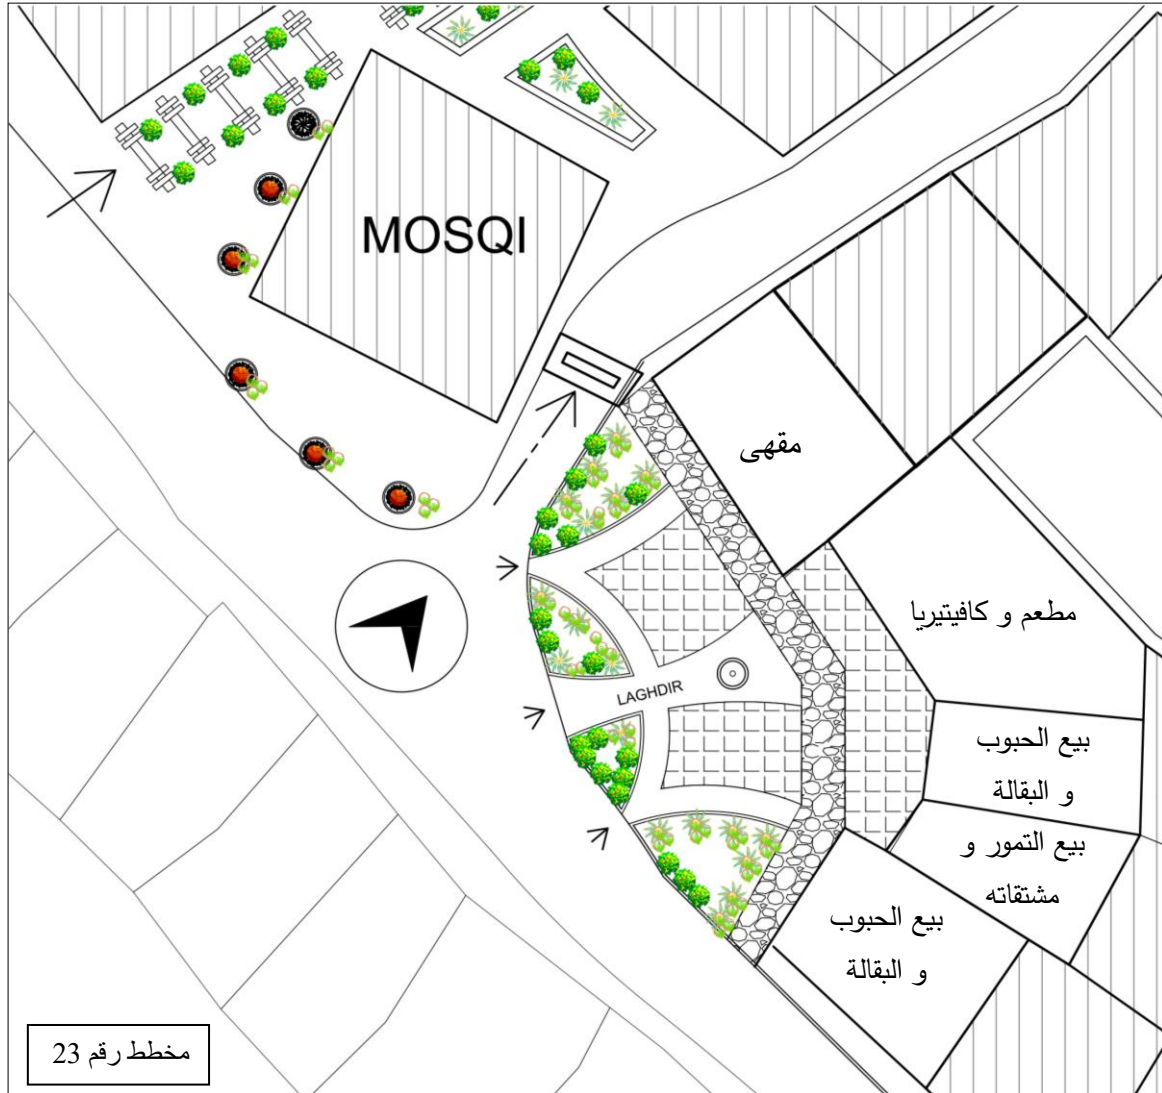 MOSQI
مقهى
مطعم و كافيتيريا
LAGHDIR
بيع الحبوب
و البقالة
بيع التمور و
مشتقاته
بيع الحبوب
و البقالة
مخطط رقم 23